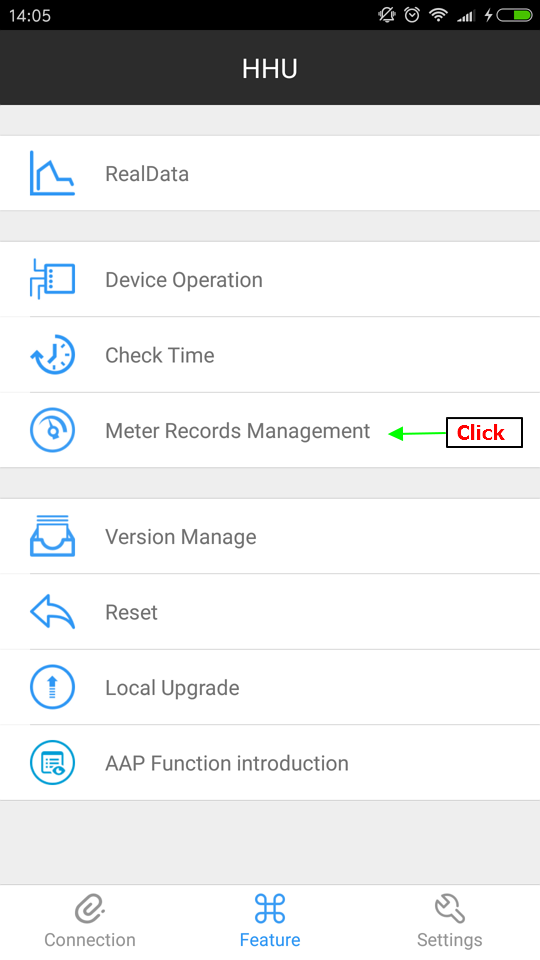 14:05
HHU
RealData
Device Operation
Check Time
Meter Records Management
Click
Version Manage
Reset
Local Upgrade
AAP Function introduction
Connection
Feature
Settings